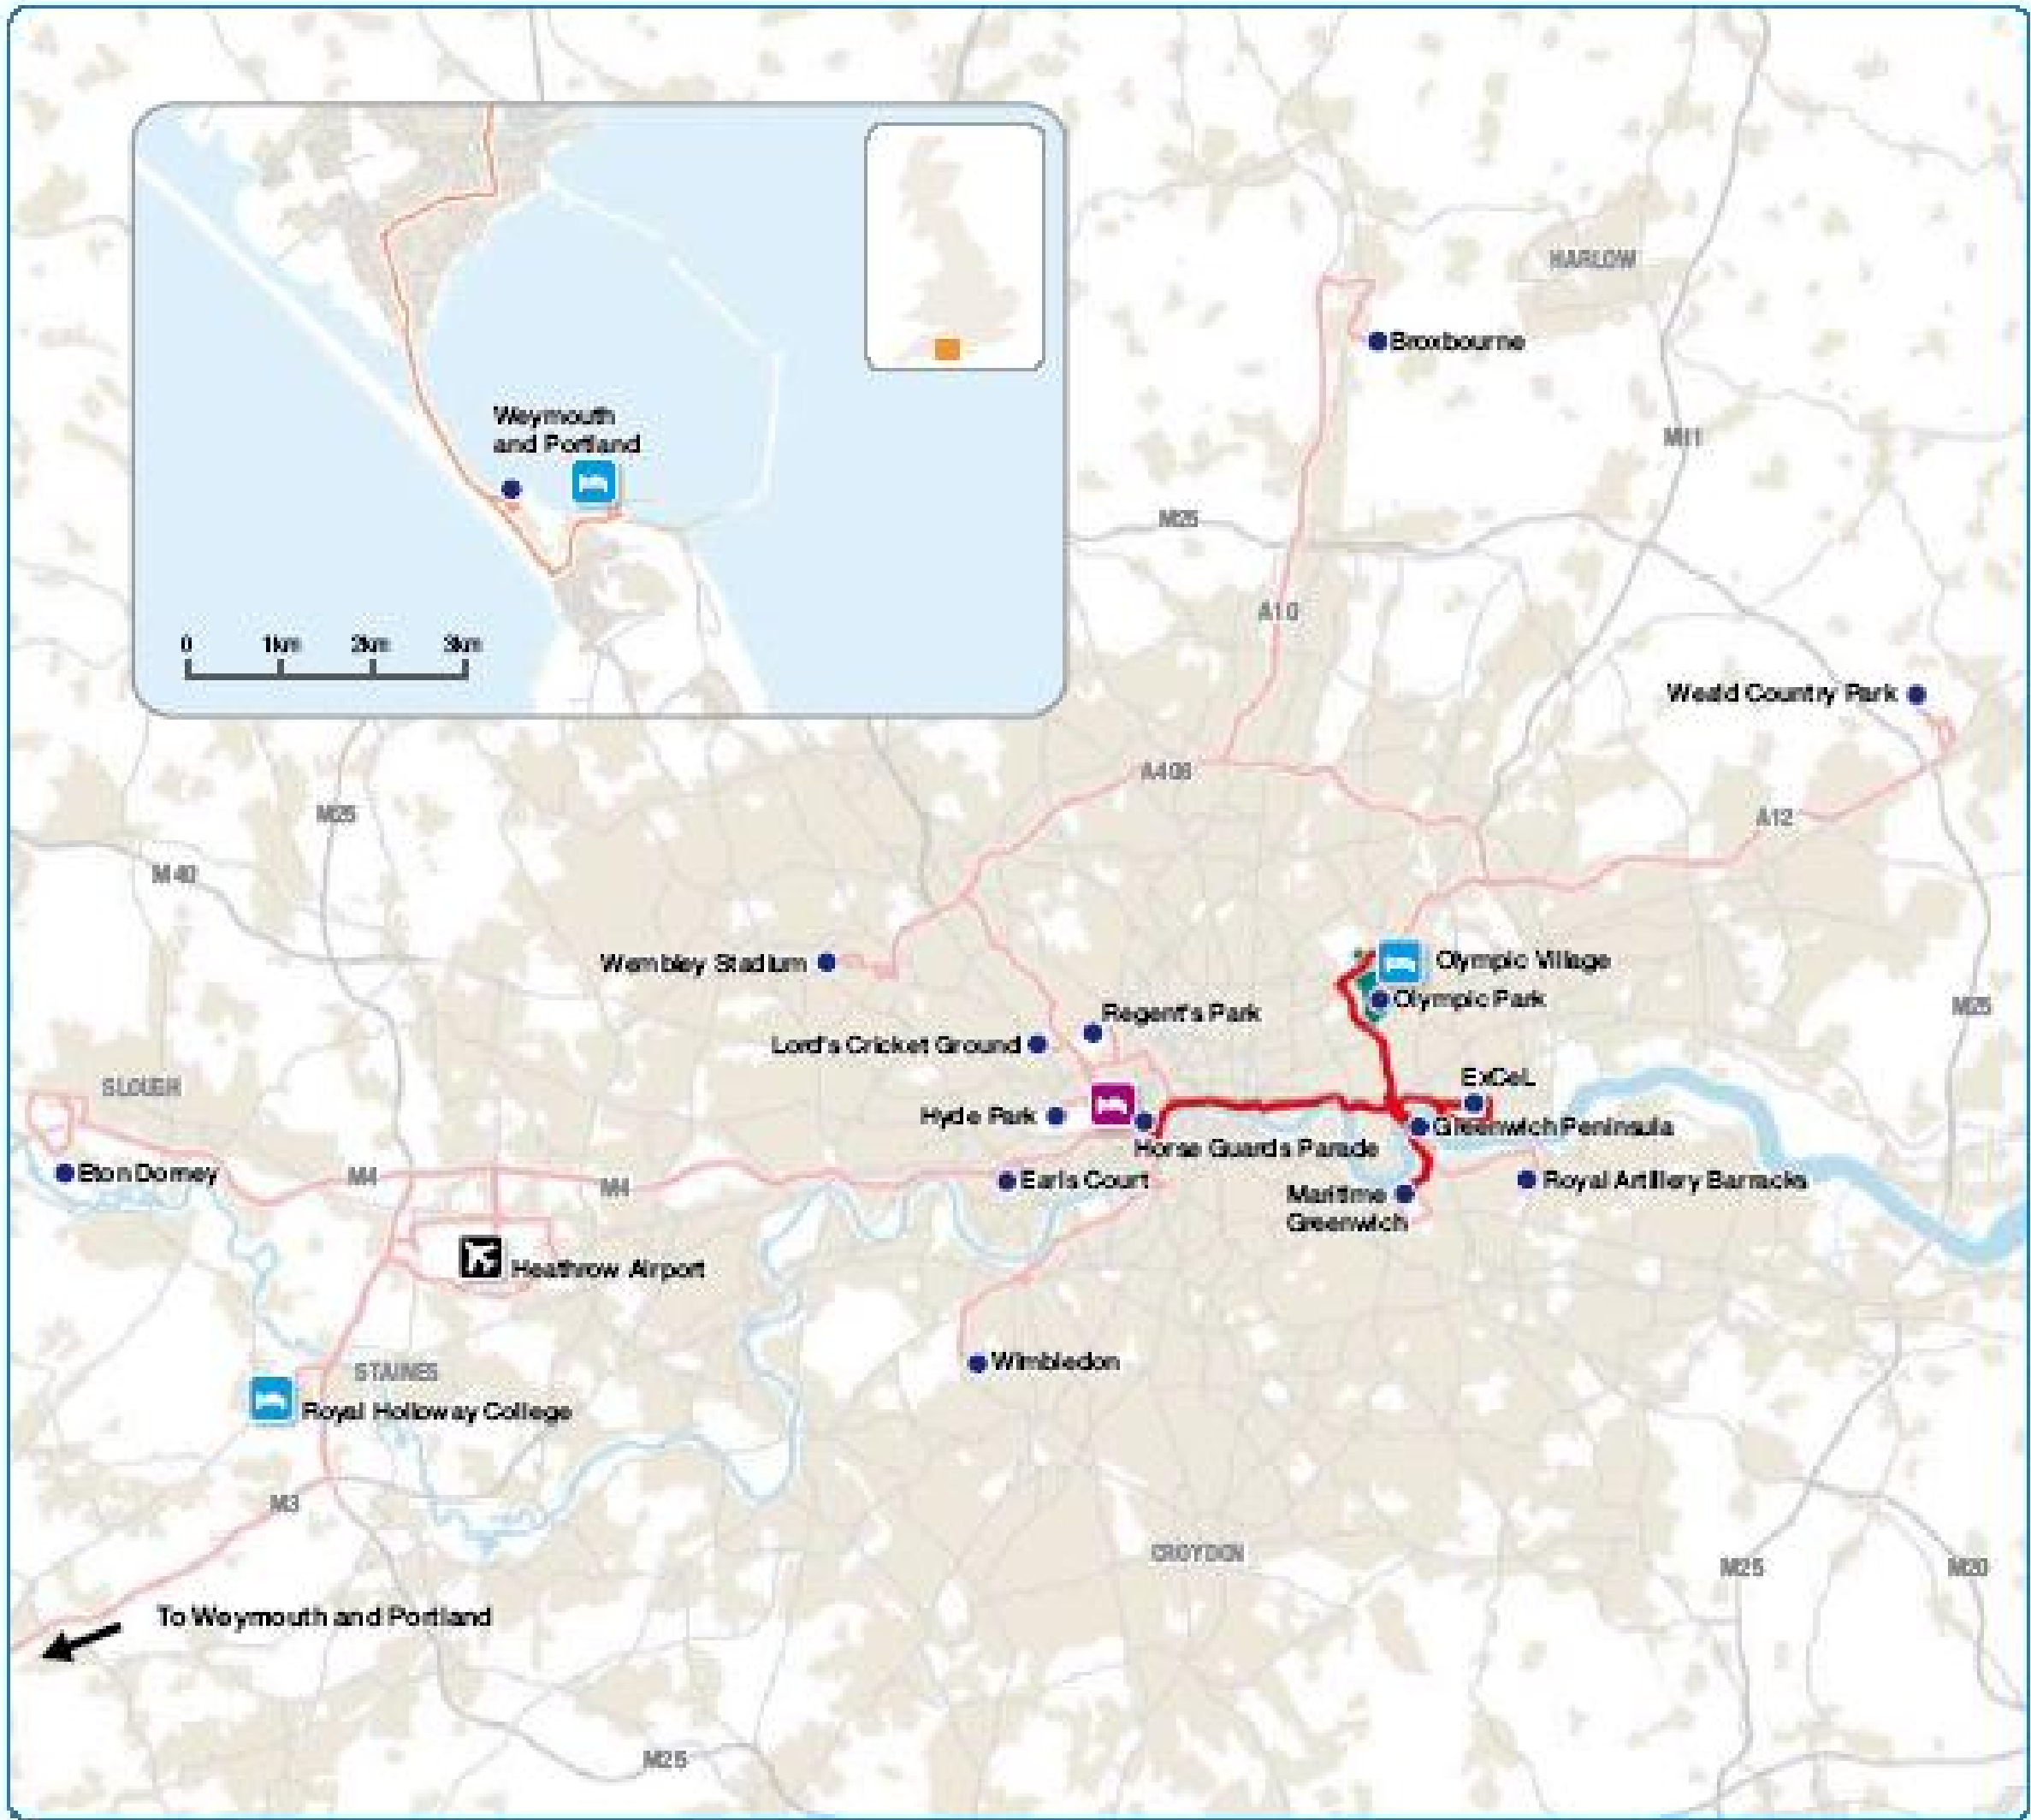 HARLOW
Broxbourne
Weymouth
and Portland
M11
M25
A10
0 1km 2km 3km
Weald Country Park
A406
M25
A12
M40
Wembley Stadium
Olympic Village
Olympic Park
M25
Regent's Park
Lord's Cricket Ground
ExCeL
SLOUGH
Hyde Park
Greenwich Peninsula
Horse Guards Parade
Eton Dorney
M4
M4
Earls Court
Royal Artillery Barracks
Maritime
Greenwich
Heathrow Airport
Wimbledon
STAINES
Royal Holloway College
M3
CROYDON
M25
M20
To Weymouth and Portland
M25